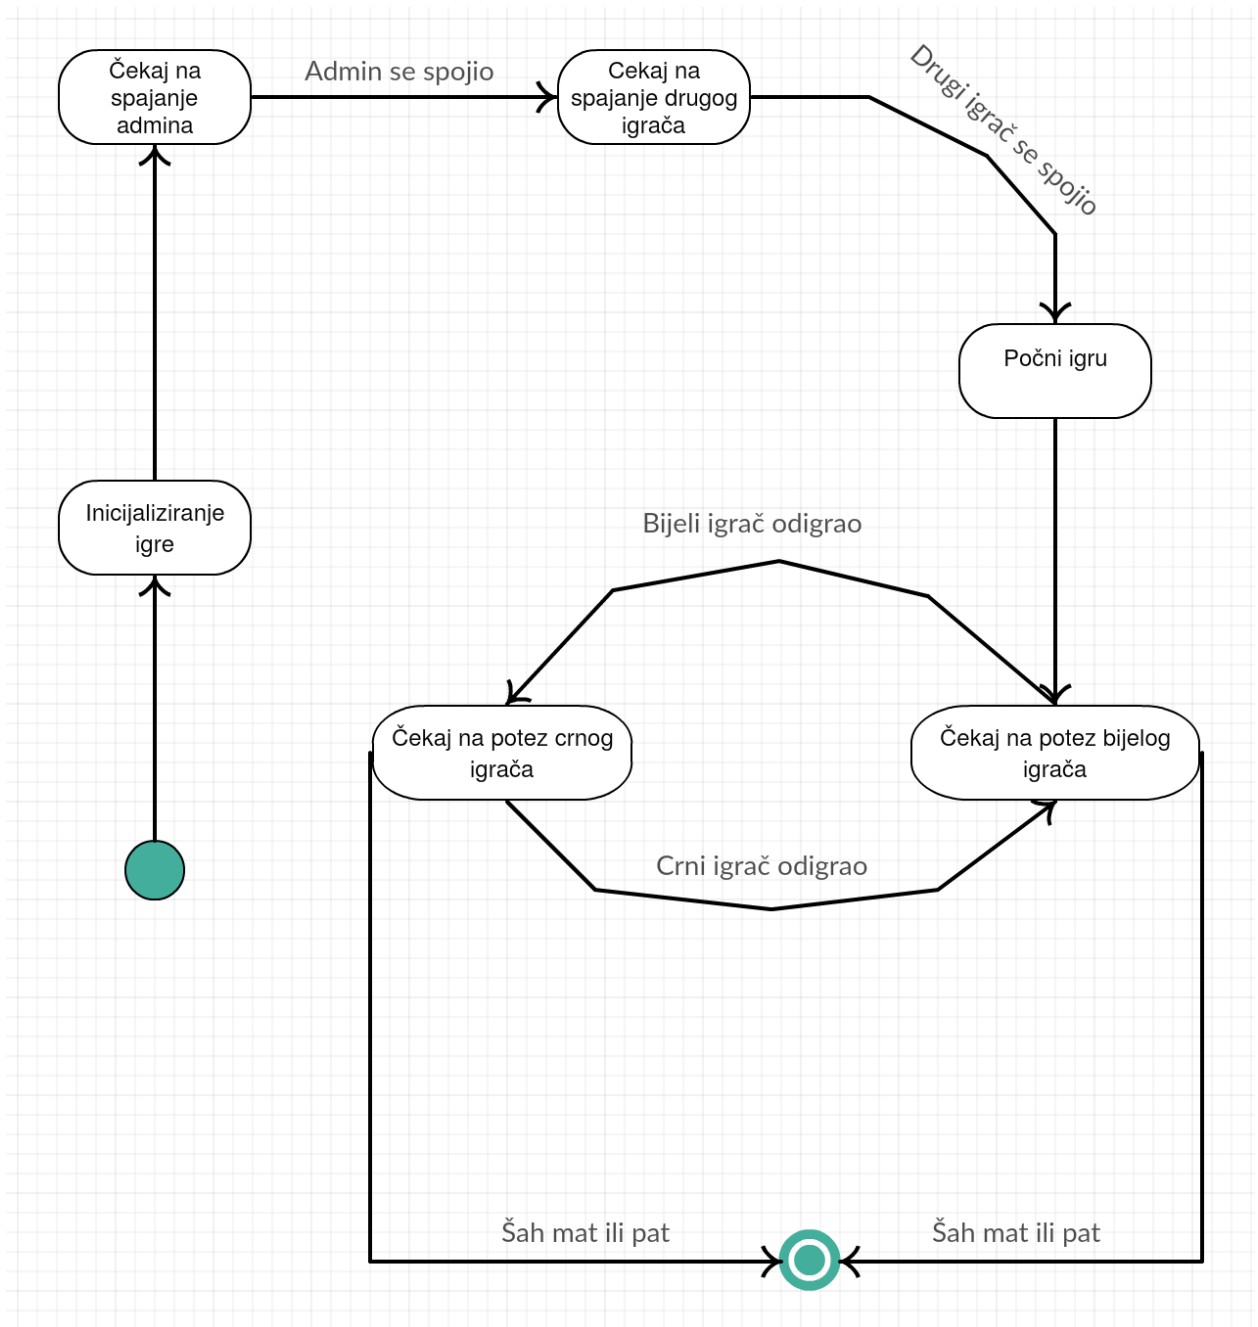 Čekaj na
spajanje
admina
Admin se spojio
Cekaj na
spajanje drugog
igrača
Drugi igrač se spojio
Počni igru
Inicijaliziranje
igre
Bijeli igrač odigrao
Čekaj na potez crnog
igrača
Čekaj na potez bijelog
igrača
Crni igrač odigrao
Šah mat ili pat
Šah mat ili pat